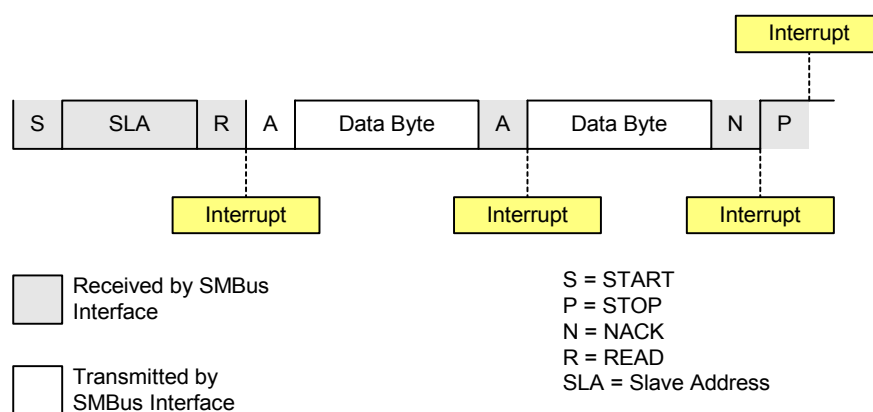 Interrupt
S SLA R A Data Byte A Data Byte N P
Interrupt Interrupt Interrupt
Received by SMBus
Interface
Transmitted by
SMBus Interface
S = START
P = STOP
N = NACK
R = READ
SLA = Slave Address